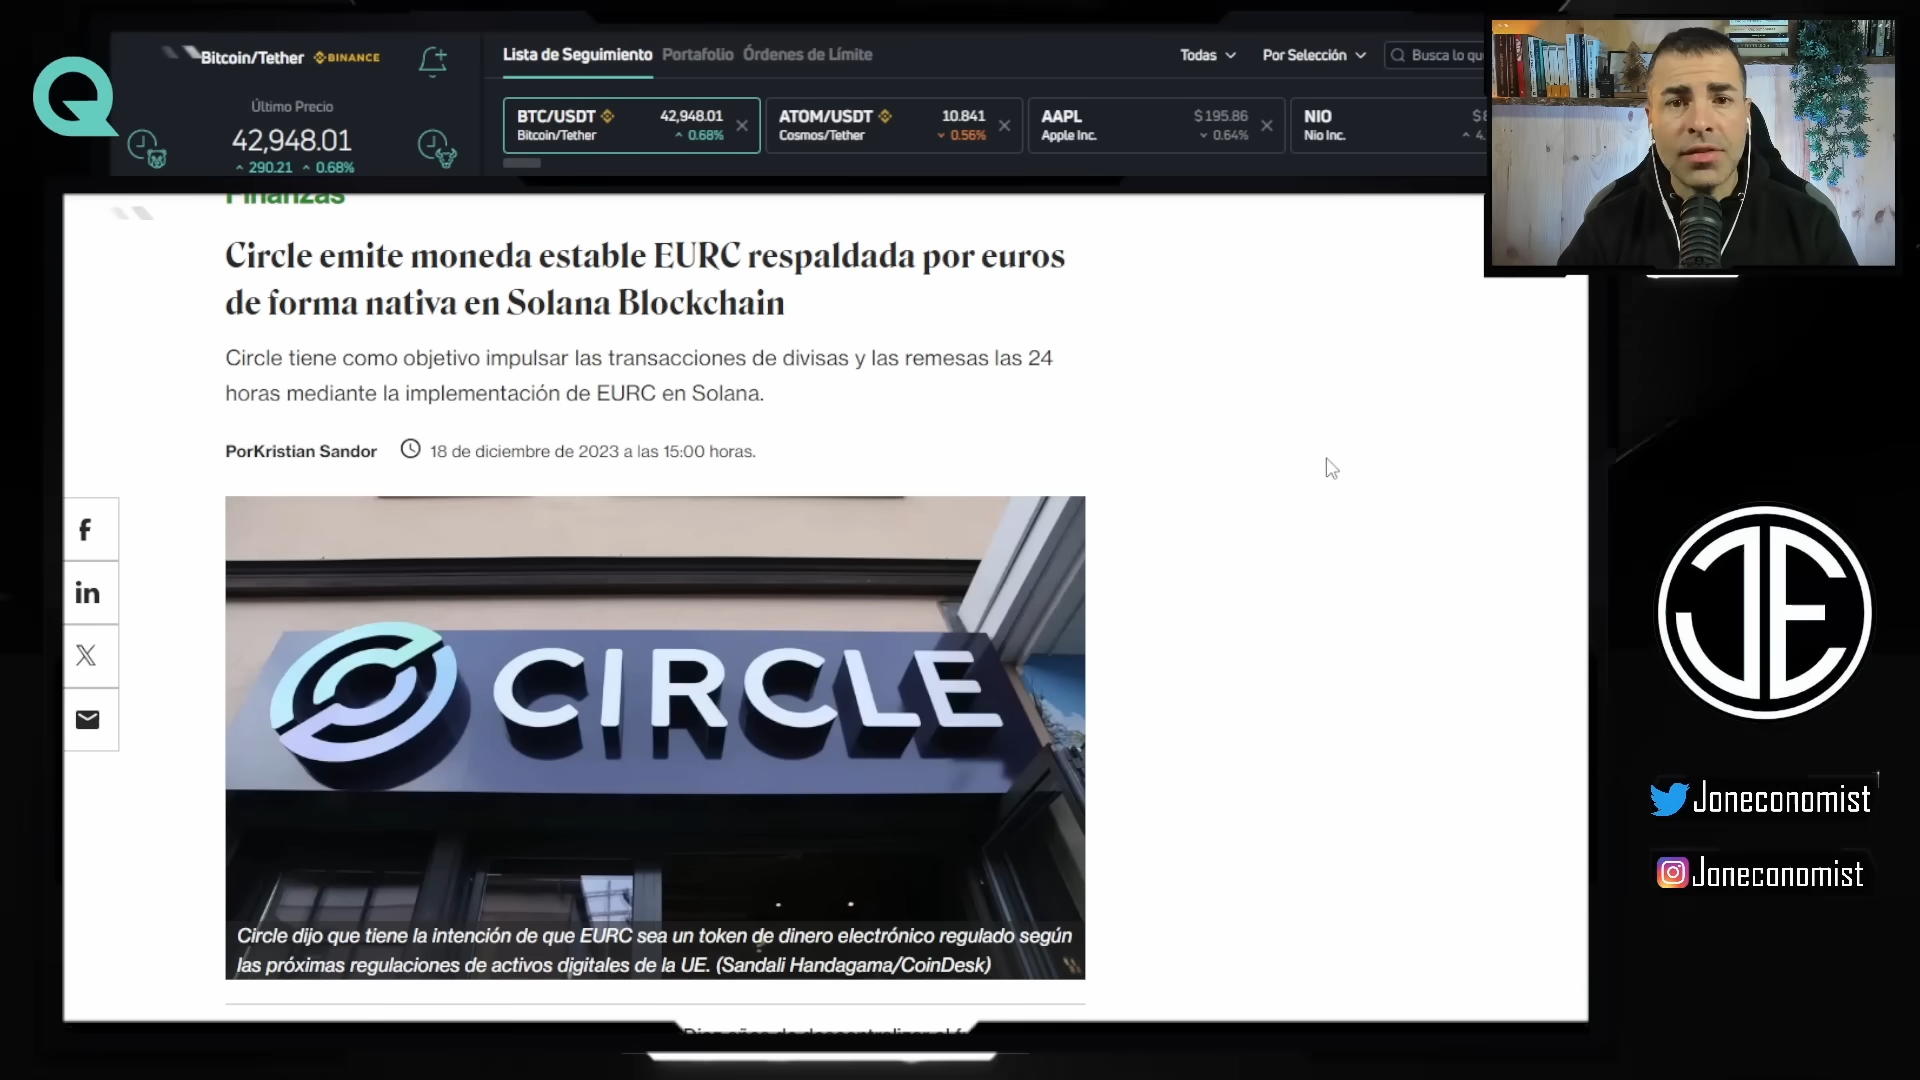 Bitcoin/Tether BINANCE
Último Precio
42,948.01
290.21 0.68%
Lista de Seguimiento Portafolio Órdenes de Límite
Todas Por Selección Busca lo qu
BTC/USDT 42,948.01
Bitcoin/Tether 0.68%
ATOM/USDT 10.841
Cosmos/Tether 0.56%
AAPL $195.86
Apple Inc. 0.64%
NIO
Nio Inc. 4.
Finanzas
Circle emite moneda estable EURC respaldada por euros
de forma nativa en Solana Blockchain
Circle tiene como objetivo impulsar las transacciones de divisas y las remesas las 24
horas mediante la implementación de EURC en Solana.
PorKristian Sandor 18 de diciembre de 2023 a las 15:00 horas.
f
in
X
CIRCLE
Circle dijo que tiene la intención de que EURC sea un token de dinero electrónico regulado según
las próximas regulaciones de activos digitales de la UE. (Sandali Handagama/CoinDesk)
JE
Joneconomist
Joneconomist